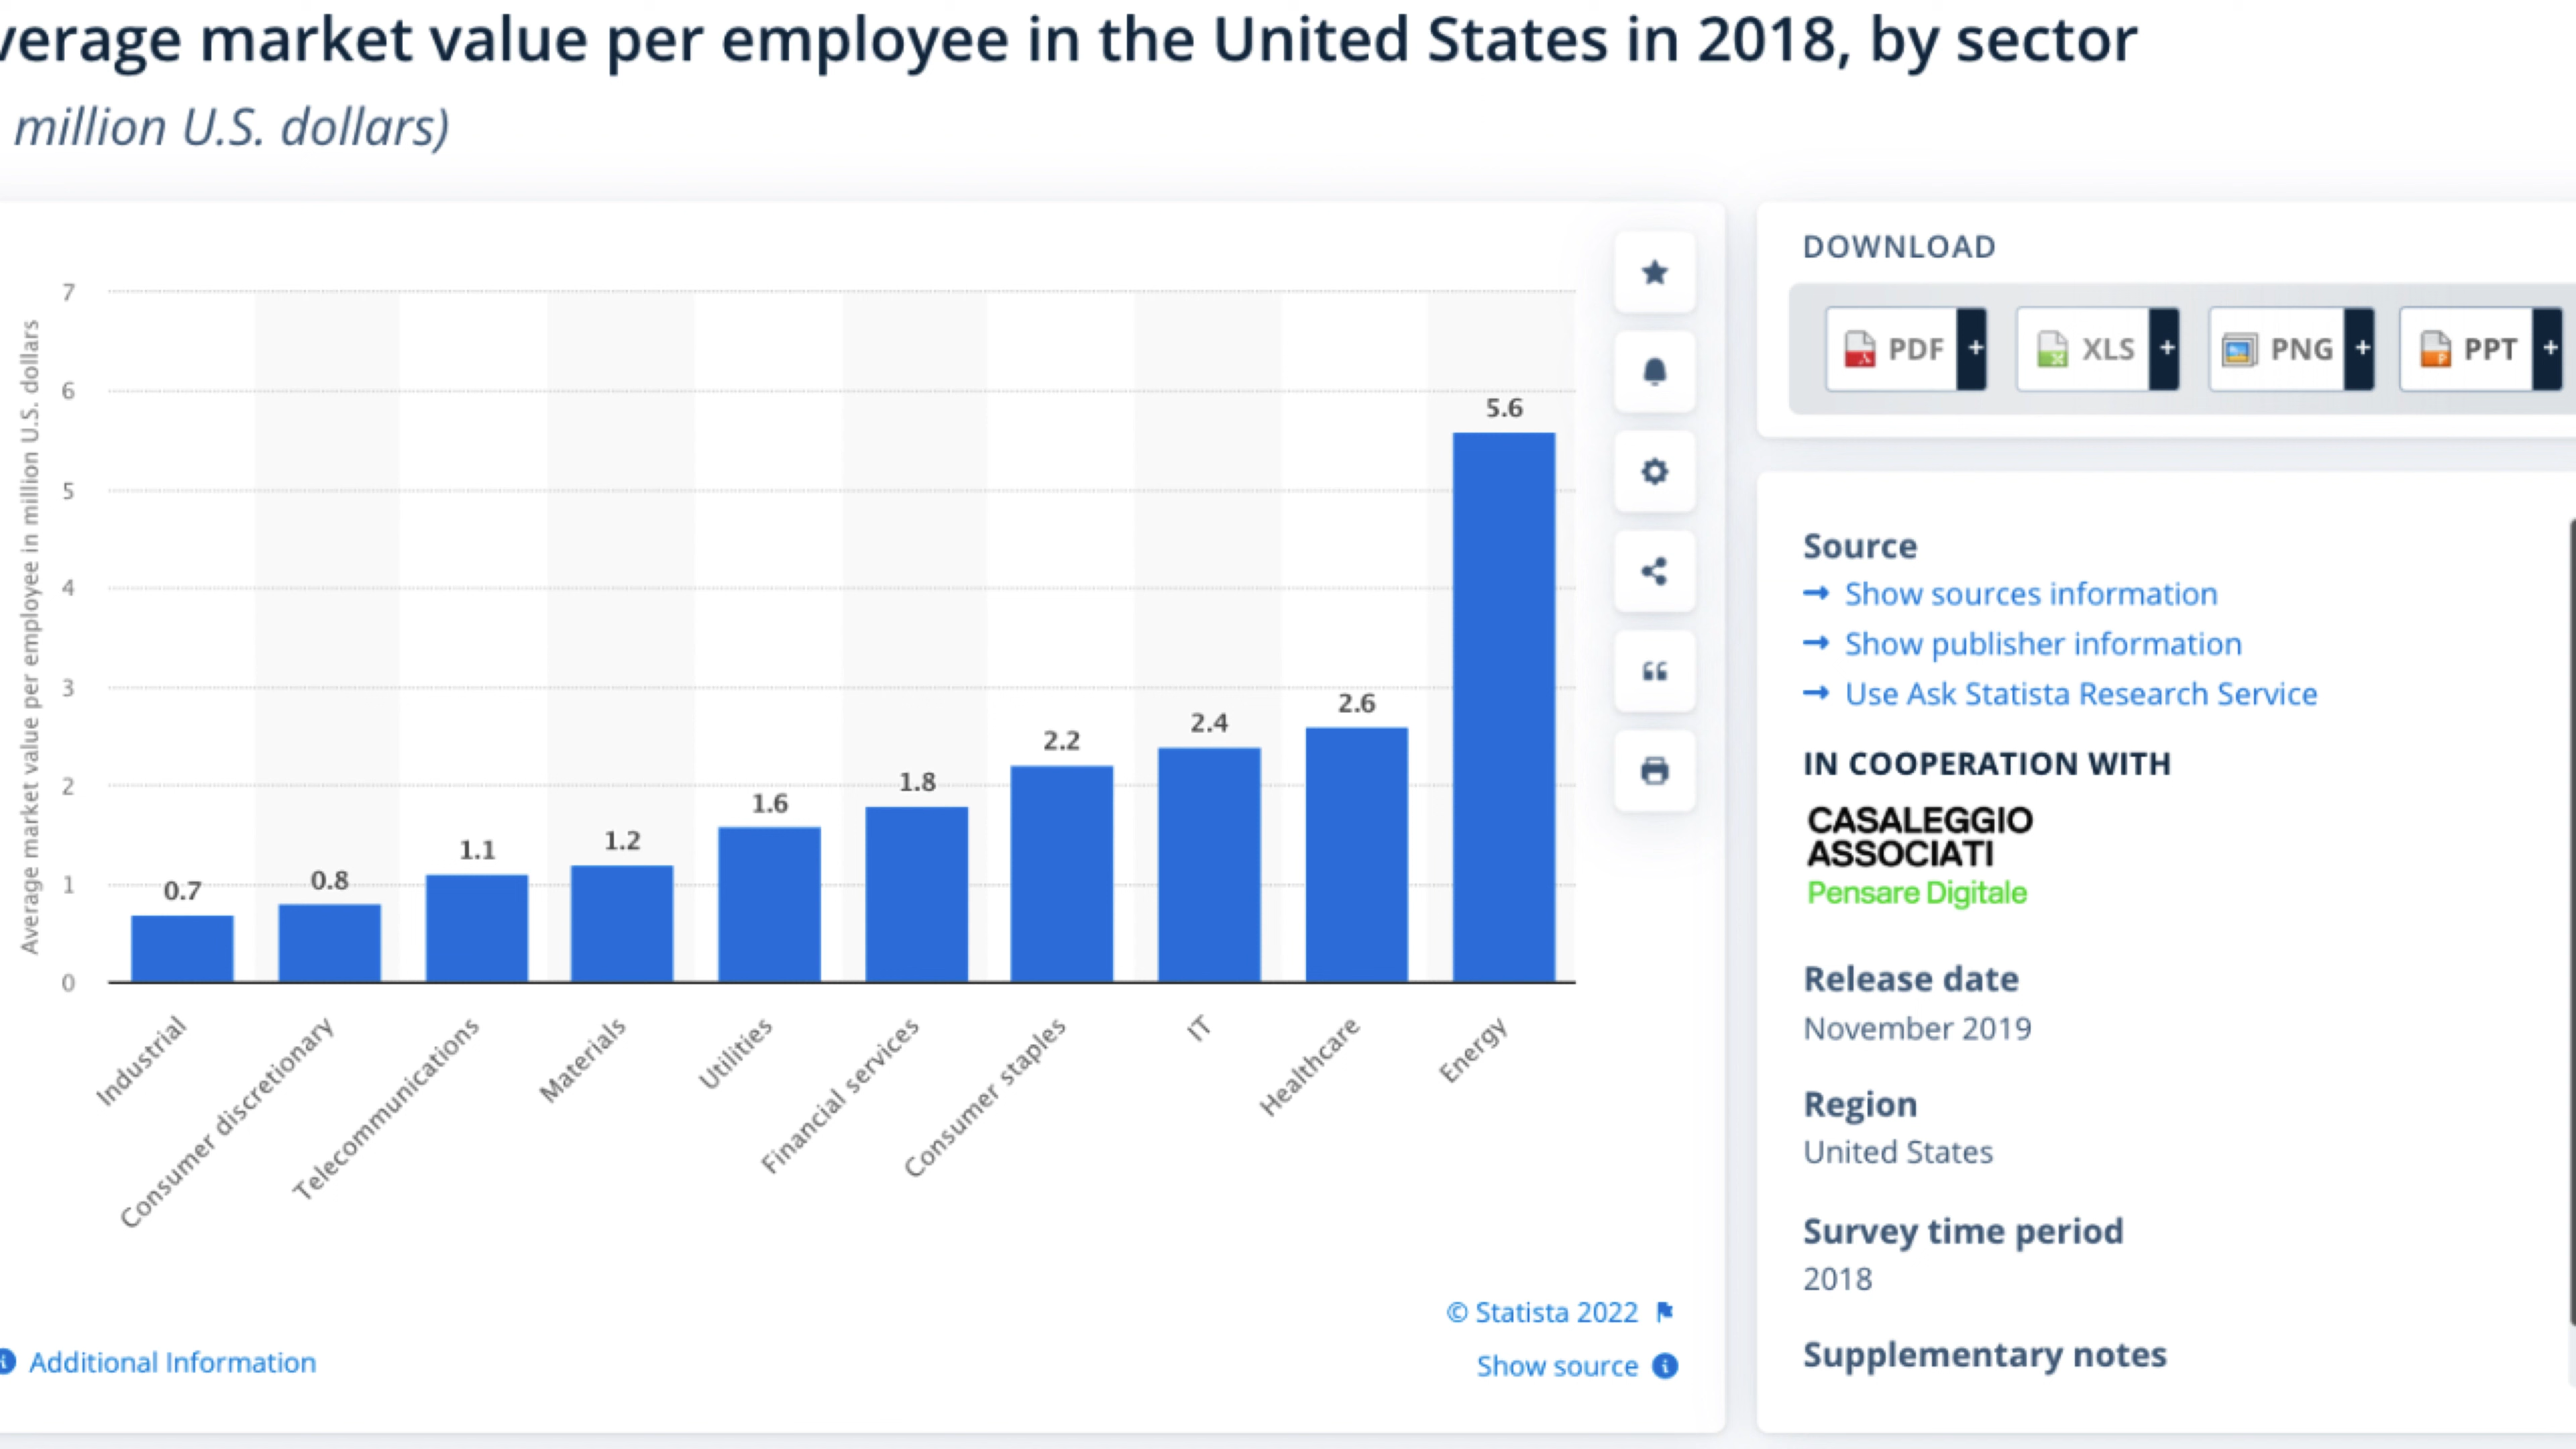 verage market value per employee in the United States in 2018, by sector
million U.S. dollars)
Average market value per employee in million U.S. dollars
7
6
5
4
3
2
1
0
0.7
0.8
1.1
1.2
1.6
1.8
2.2
2.4
2.6
5.6
Industrial
Consumer discretionary
Telecommunications
Materials
Utilities
Financial services
Consumer staples
IT
Healthcare
Energy
© Statista 2022
Additional Information
Show source
DOWNLOAD
PDF + XLS + PNG + PPT +
Source
→ Show sources information
→ Show publisher information
→ Use Ask Statista Research Service
IN COOPERATION WITH
CASALEGGIO
ASSOCIATI
Pensare Digitale
Release date
November 2019
Region
United States
Survey time period
2018
Supplementary notes